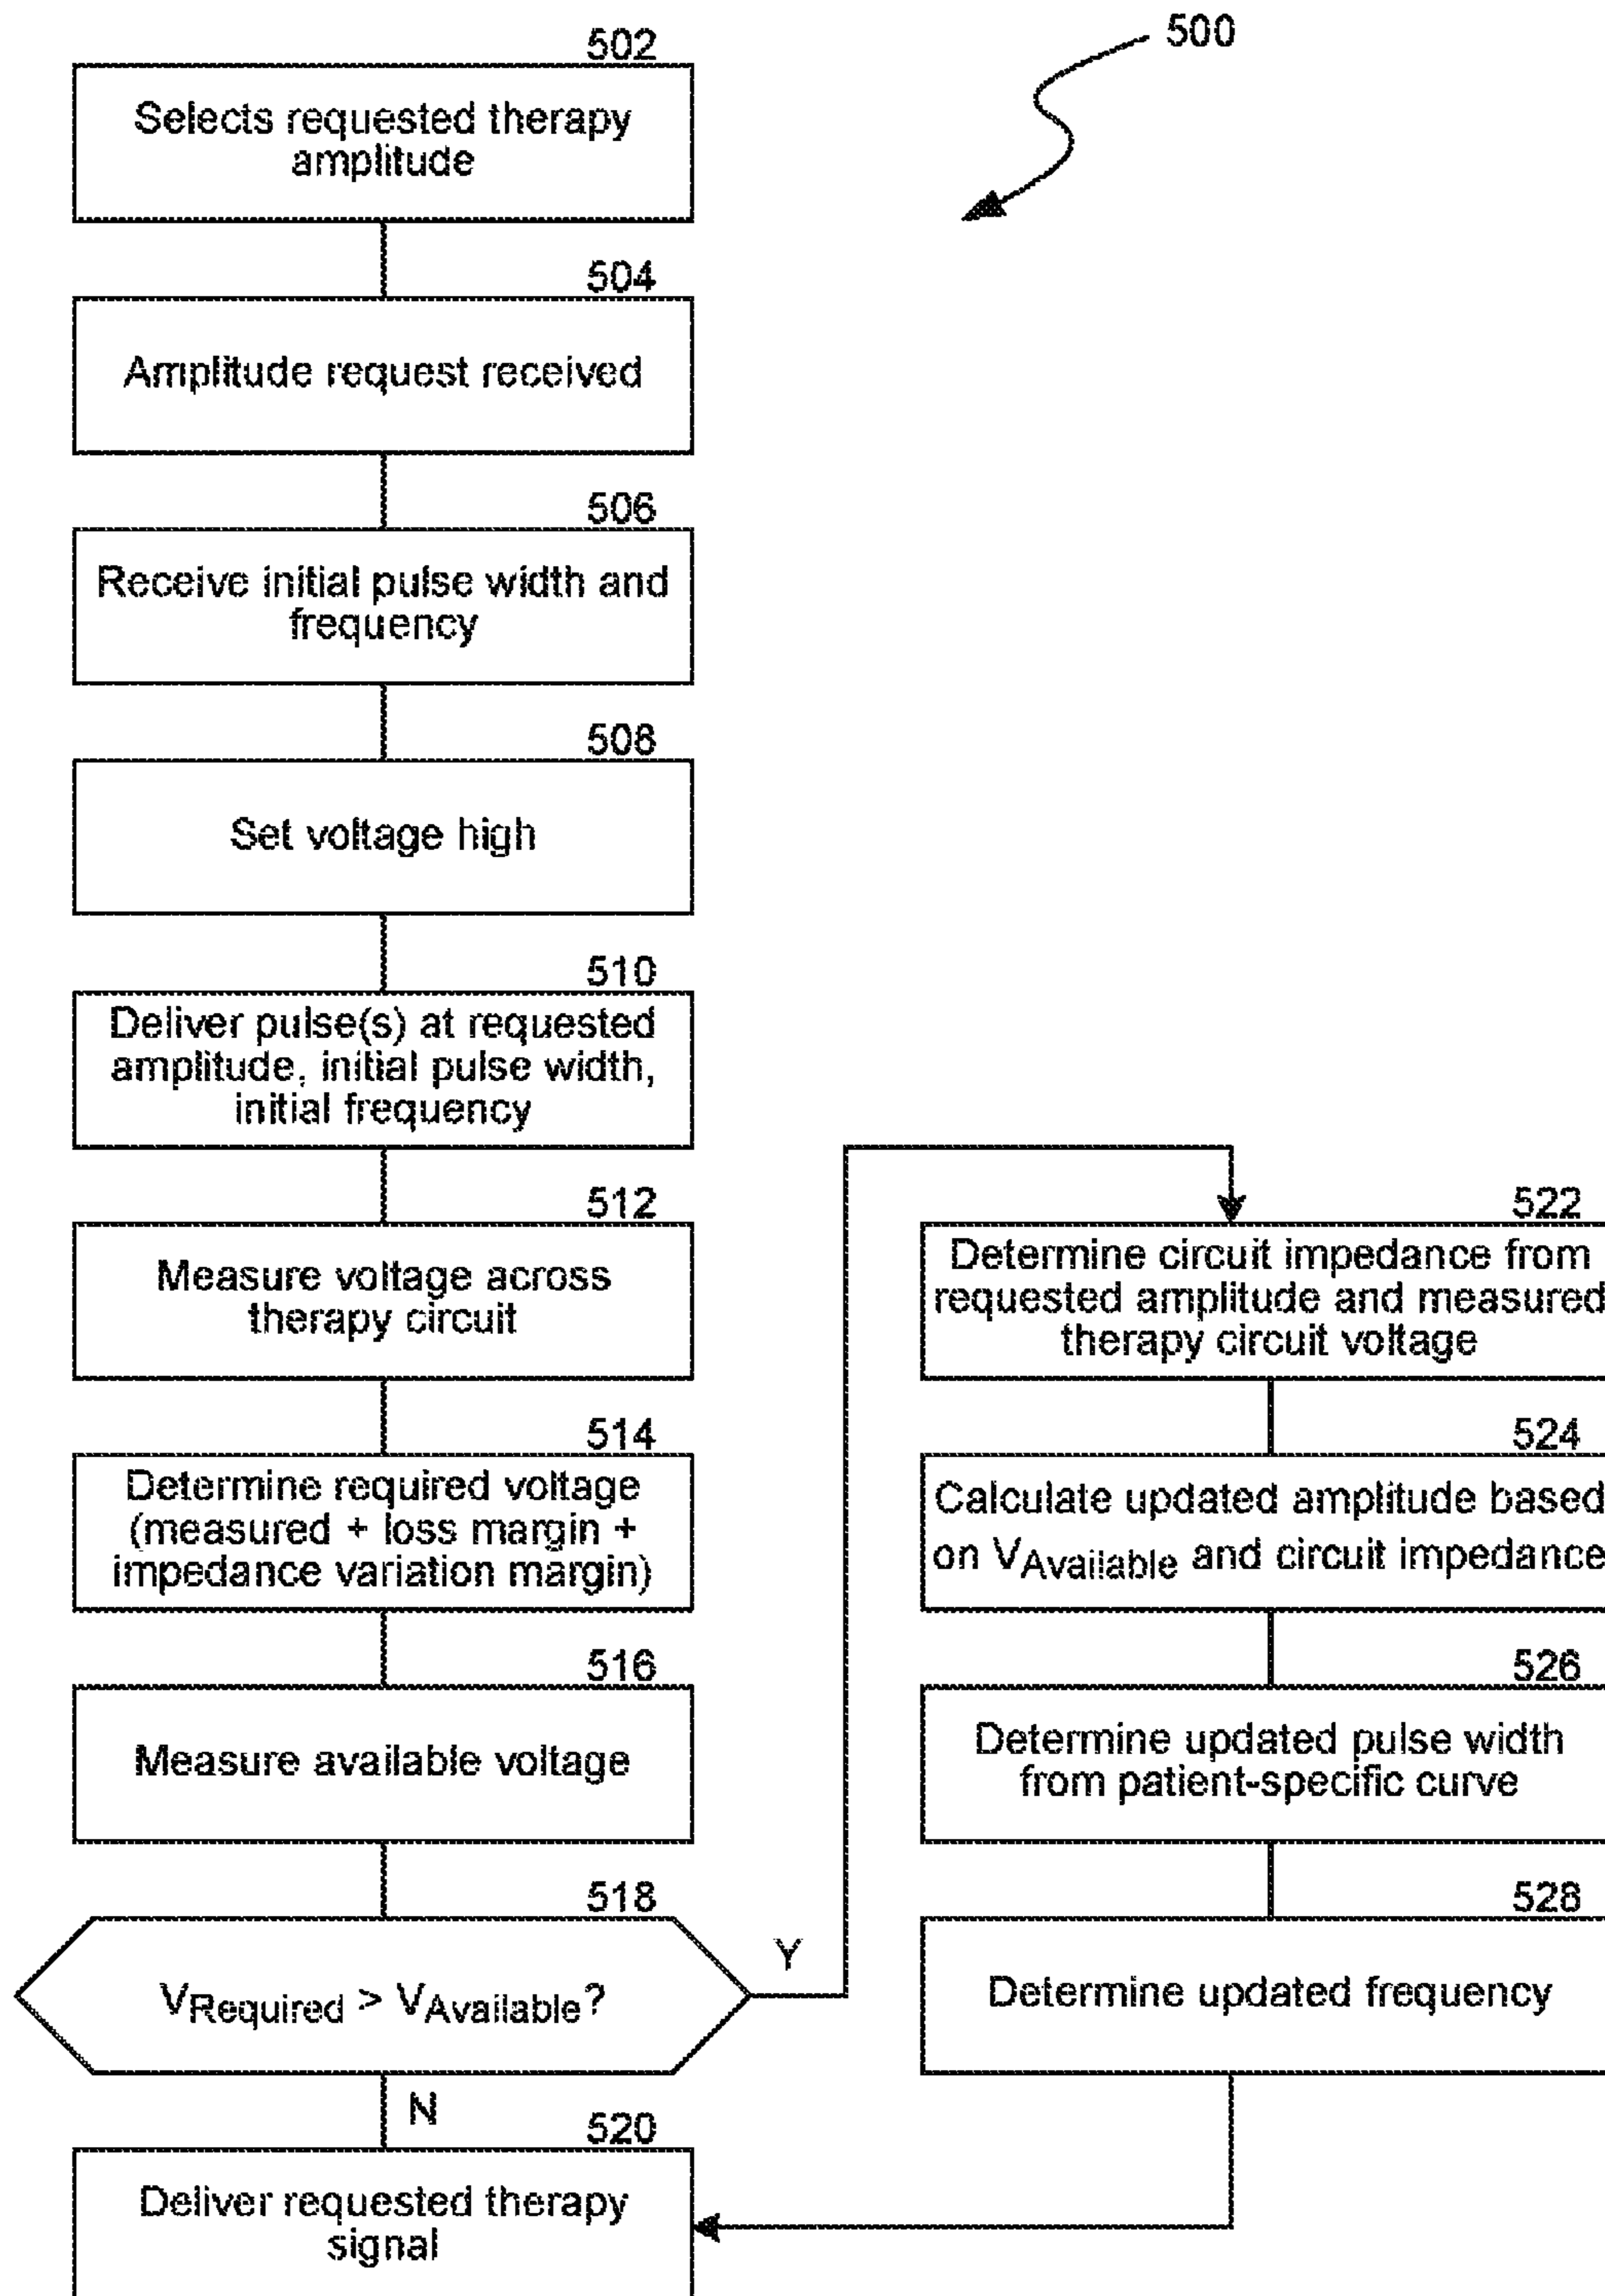 500
502
Selects requested therapy
amplitude
504
Amplitude request received
506
Receive initial pulse width and
frequency
508
Set voltage high
510
Deliver pulse(s) at requested
amplitude, initial pulse width,
initial frequency
512
Measure voltage across
therapy circuit
514
Determine required voltage
(measured + loss margin +
impedance variation margin)
516
Measure available voltage
518
VRequired > VAvailable?
Y
N
520
Deliver requested therapy
signal
522
Determine circuit impedance from
requested amplitude and measured
therapy circuit voltage
524
Calculate updated amplitude based
on VAvailable and circuit impedance
526
Determine updated pulse width
from patient-specific curve
528
Determine updated frequency